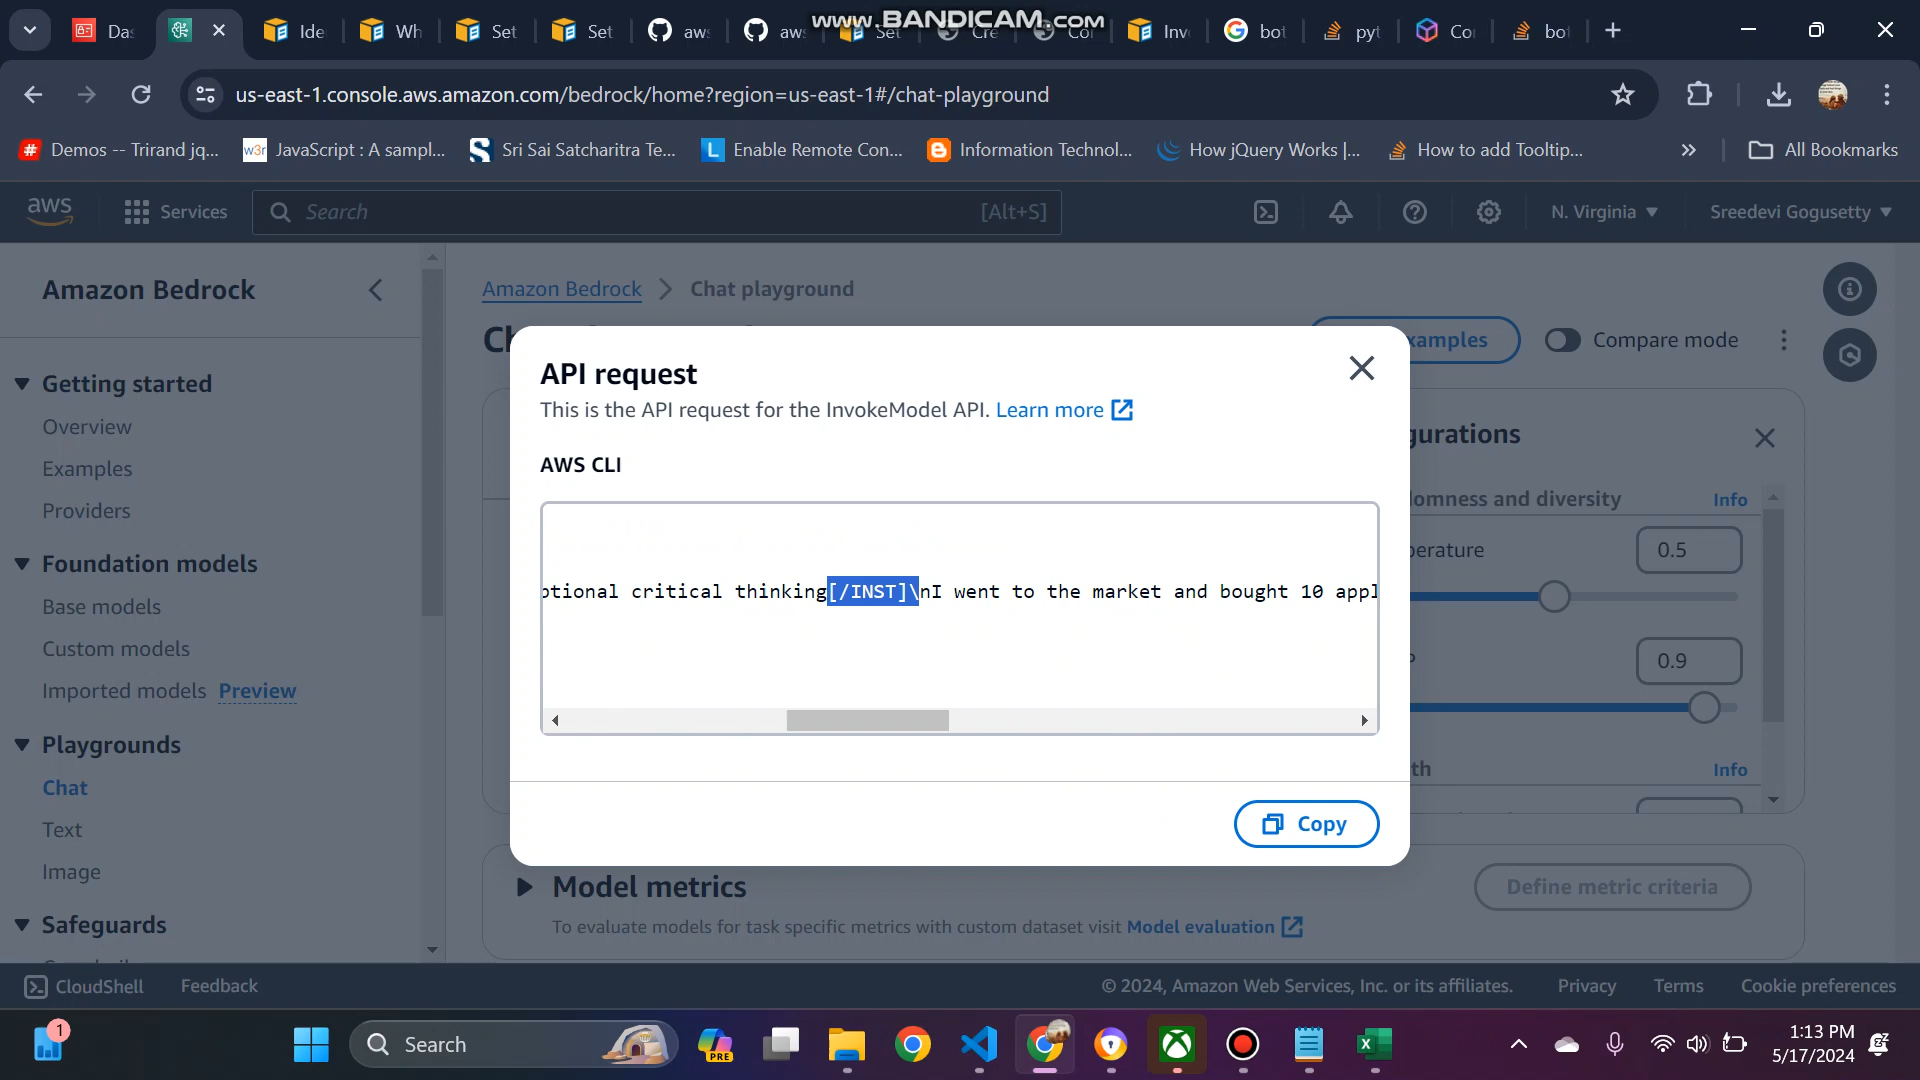 Das
Ide
Wh
Set
Set
aws
aws
Set
Cre
Co
Inv
bot
pyt
Co
bo
www.BANDICAM.com
us-east-1.console.aws.amazon.com/bedrock/home?region=us-east-1#/chat-playground
Demos -- Trirand jq...
w3r
JavaScript : A sampl...
Sri Sai Satcharitra Te...
Enable Remote Con...
Information Technol...
How jQuery Works |...
How to add Tooltip...
All Bookmarks
aws
Services
Search
[Alt+S]
N. Virginia
Sreedevi Gogusetty
Amazon Bedrock
Getting started
Overview
Examples
Providers
Foundation models
Base models
Custom models
Imported models Preview
Playgrounds
Chat
Text
Image
Safeguards
Amazon Bedrock > Chat playground
Compare mode
API request
This is the API request for the InvokeModel API. Learn more
AWS CLI
ptional critical thinking[/INST]\nI went to the market and bought 10 appl
Copy
gurations
domness and diversity
Info
perature
0.5
P
0.9
th
Info
Model metrics
Define metric criteria
To evaluate models for task specific metrics with custom dataset visit Model evaluation
CloudShell
Feedback
© 2024, Amazon Web Services, Inc. or its affiliates.
Privacy
Terms
Cookie preferences
1
Search
PRE
1:13 PM
5/17/2024